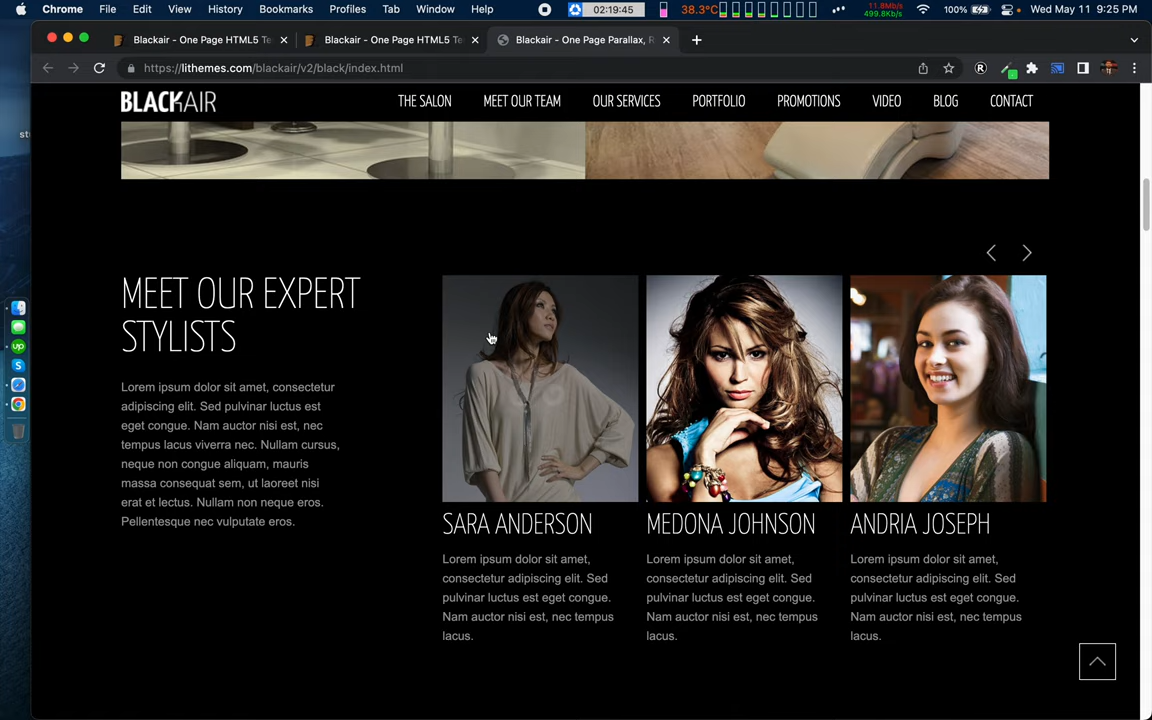 Chrome File Edit View History Bookmarks Profiles Tab Window Help
02:19:45
38.3°C
11.8Mb/s
499.8Kb/s
100%
Wed May 11 9:25 PM
Blackair - One Page HTML5 Te
Blackair - One Page HTML5 Te
Blackair - One Page Parallax, R
https://lithemes.com/blackair/v2/black/index.html
BLACKAIR
THE SALON
MEET OUR TEAM
OUR SERVICES
PORTFOLIO
PROMOTIONS
VIDEO
BLOG
CONTACT
st
up
MEET OUR EXPERT
STYLISTS
Lorem ipsum dolor sit amet, consectetur
adipiscing elit. Sed pulvinar luctus est
eget congue. Nam auctor nisi est, nec
tempus lacus viverra nec. Nullam cursus,
neque non congue aliquam, mauris
massa consequat sem, ut laoreet nisi
erat et lectus. Nullam non neque eros.
Pellentesque nec vulputate eros.
SARA ANDERSON
Lorem ipsum dolor sit amet,
consectetur adipiscing elit. Sed
pulvinar luctus est eget congue.
Nam auctor nisi est, nec tempus
lacus.
MEDONA JOHNSON
Lorem ipsum dolor sit amet,
consectetur adipiscing elit. Sed
pulvinar luctus est eget congue.
Nam auctor nisi est, nec tempus
lacus.
ANDRIA JOSEPH
Lorem ipsum dolor sit amet,
consectetur adipiscing elit. Sed
pulvinar luctus est eget congue.
Nam auctor nisi est, nec tempus
lacus.